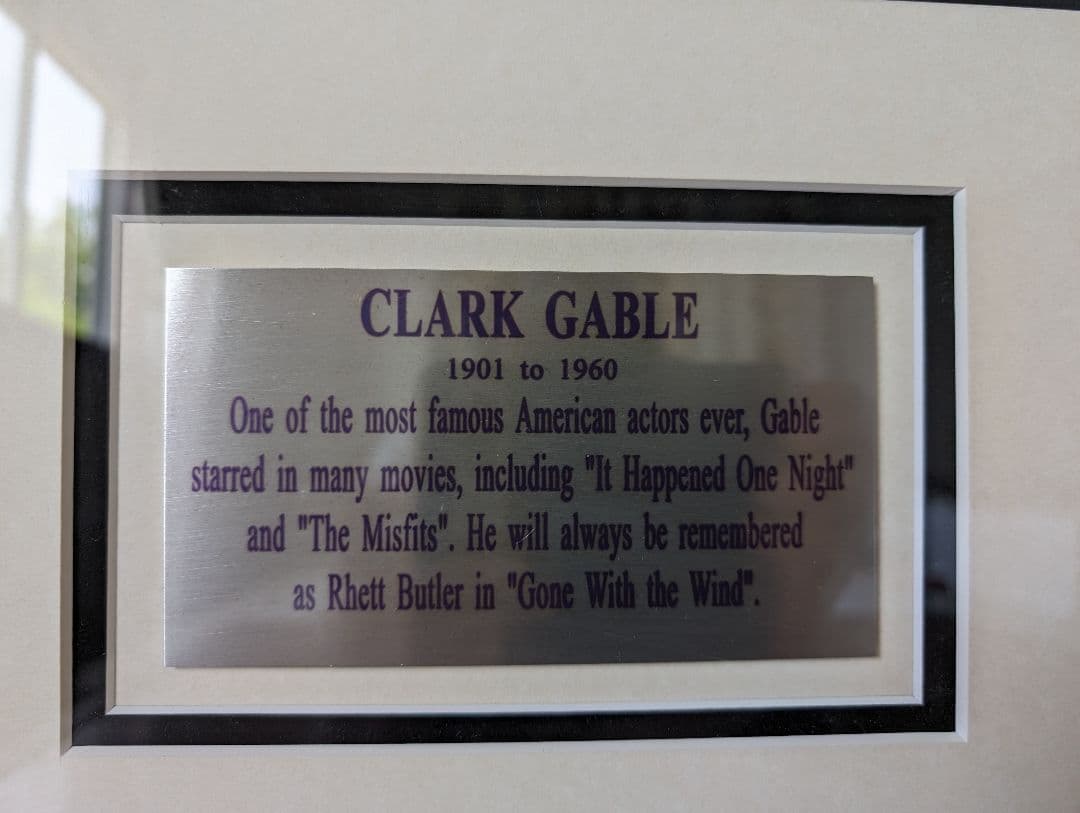 CLARK GABLE
1901 to 1960
One of the most famous American actors ever, Gable
starred in many movies, including "It Happened One Night"
and "The Misfits". He will always be remembered
as Rhett Butler in "Gone With the Wind".